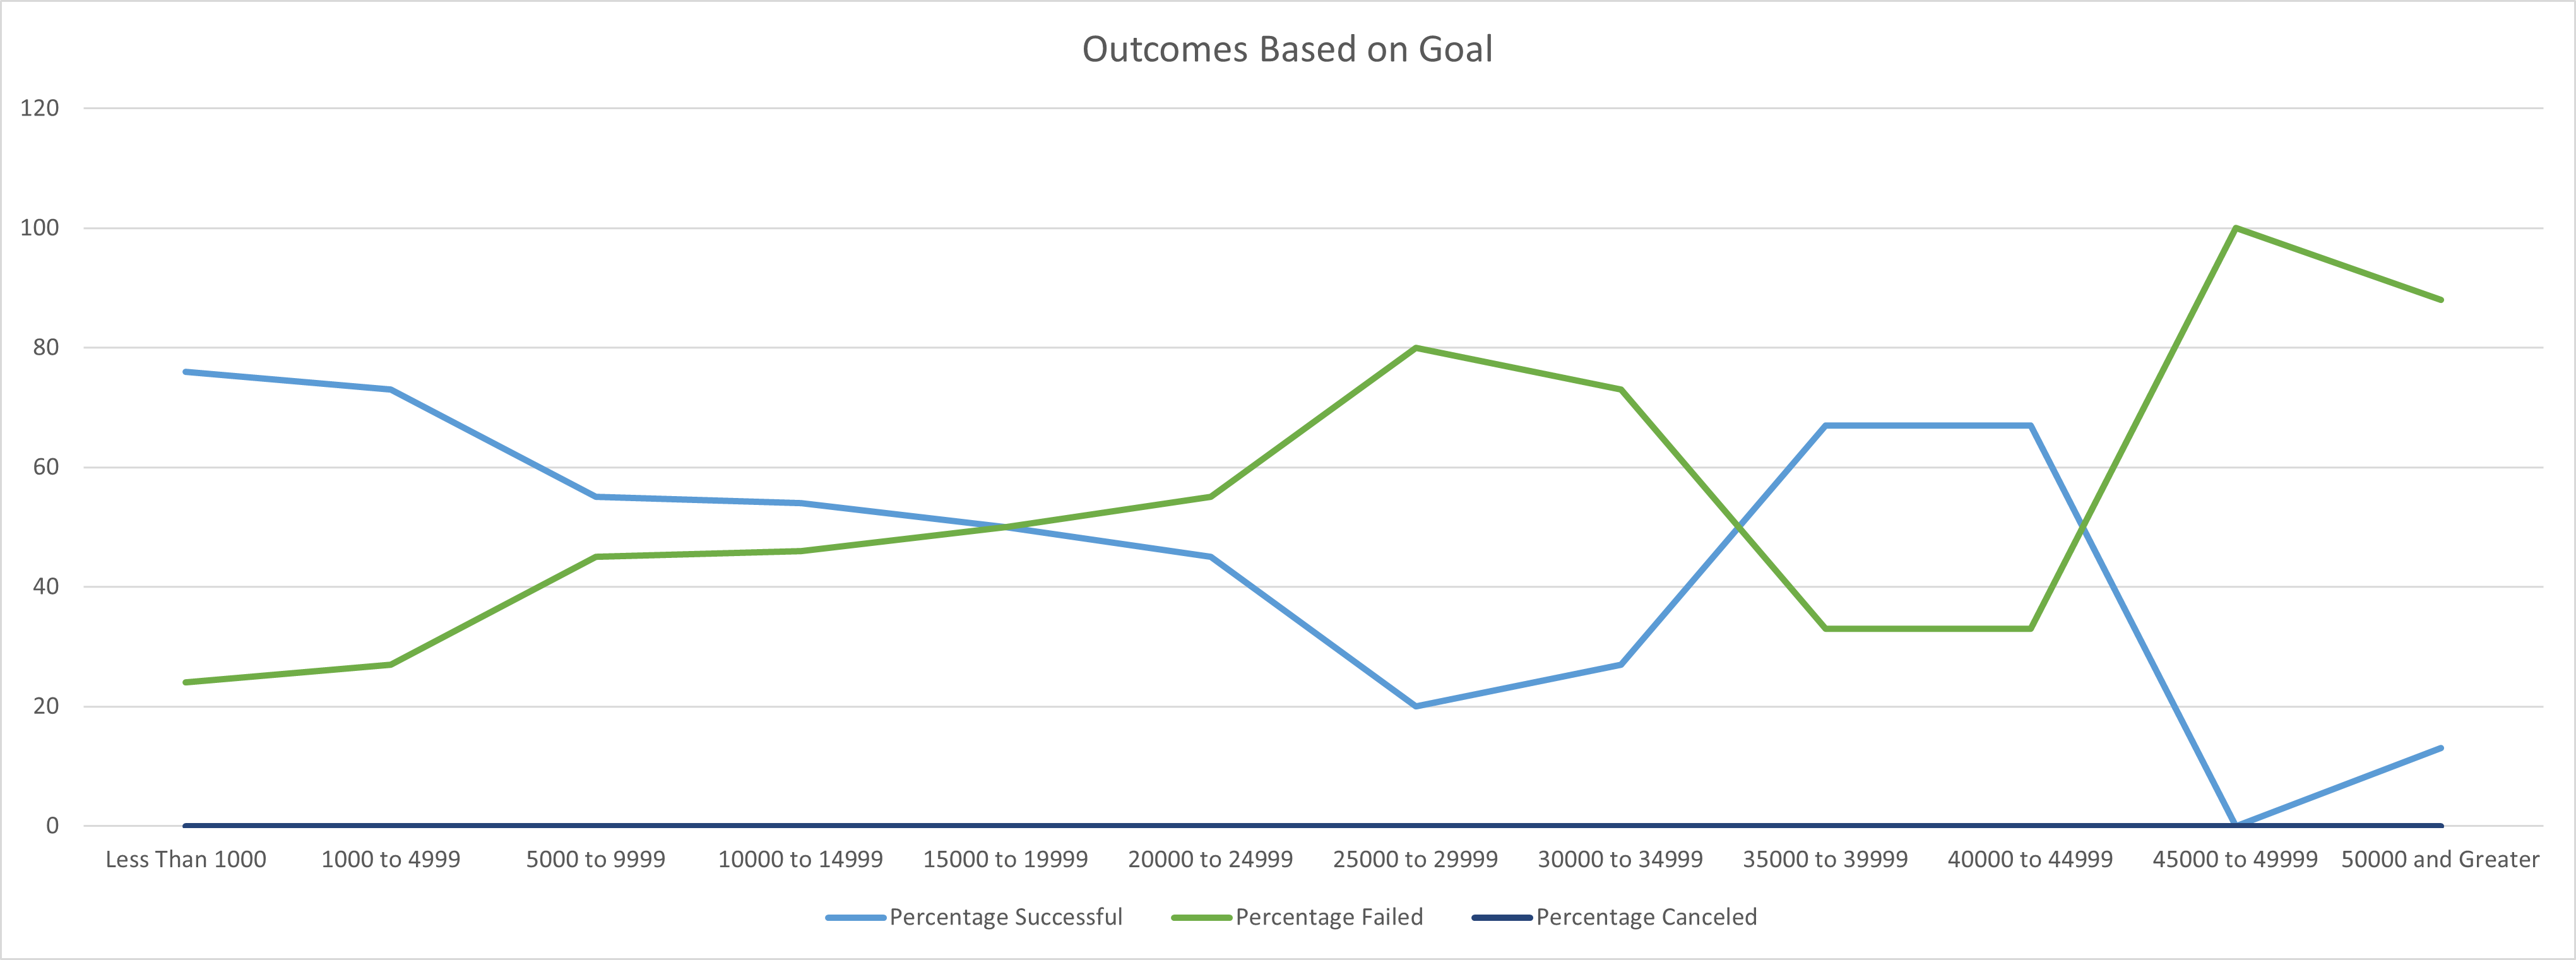 Outcomes Based on Goal
120
100
80
60
40
20
0
Less Than 1000 1000 to 4999 5000 to 9999 10000 to 14999 15000 to 19999 20000 to 24999 25000 to 29999 30000 to 34999 35000 to 39999 40000 to 44999 45000 to 49999 50000 and Greater
Percentage Successful Percentage Failed Percentage Canceled